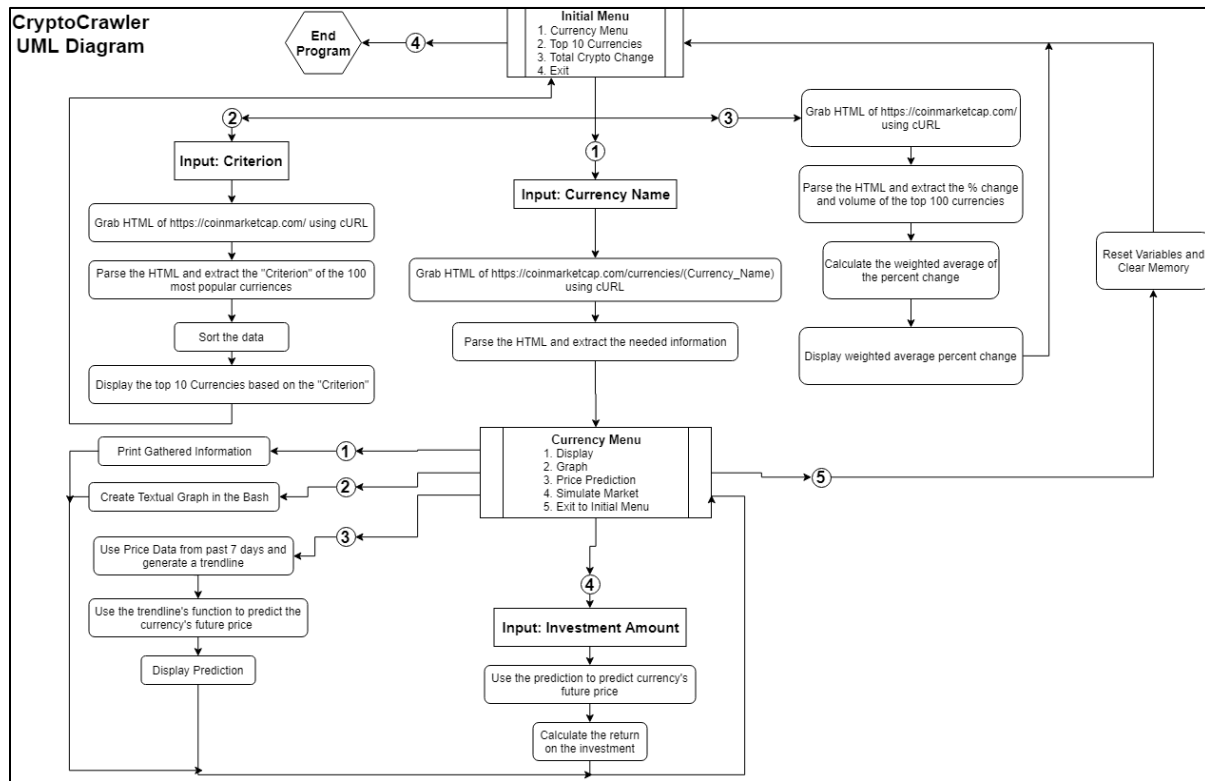 CryptoCrawler
UML Diagram
End
Program
4
Initial Menu
1. Currency Menu
2. Top 10 Currencies
3. Total Crypto Change
4. Exit
2
3
1
Input: Criterion
Grab HTML of https://coinmarketcap.com/ using cURL
Parse the HTML and extract the "Criterion" of the 100
most popular curriences
Sort the data
Display the top 10 Currencies based on the "Criterion"
Input: Currency Name
Grab HTML of https://coinmarketcap.com/currencies/(Currency_Name)
using cURL
Parse the HTML and extract the needed information
Grab HTML of https://coinmarketcap.com/
using cURL
Parse the HTML and extract the % change
and volume of the top 100 currencies
Calculate the weighted average of
the percent change
Display weighted average percent change
Reset Variables and
Clear Memory
Currency Menu
1. Display
2. Graph
3. Price Prediction
4. Simulate Market
5. Exit to Initial Menu
1
Print Gathered Information
2
Create Textual Graph in the Bash
3
Use Price Data from past 7 days and
generate a trendline
Use the trendline's function to predict the
currency's future price
Display Prediction
4
Input: Investment Amount
Use the prediction to predict currency's
future price
Calculate the return
on the investment
5